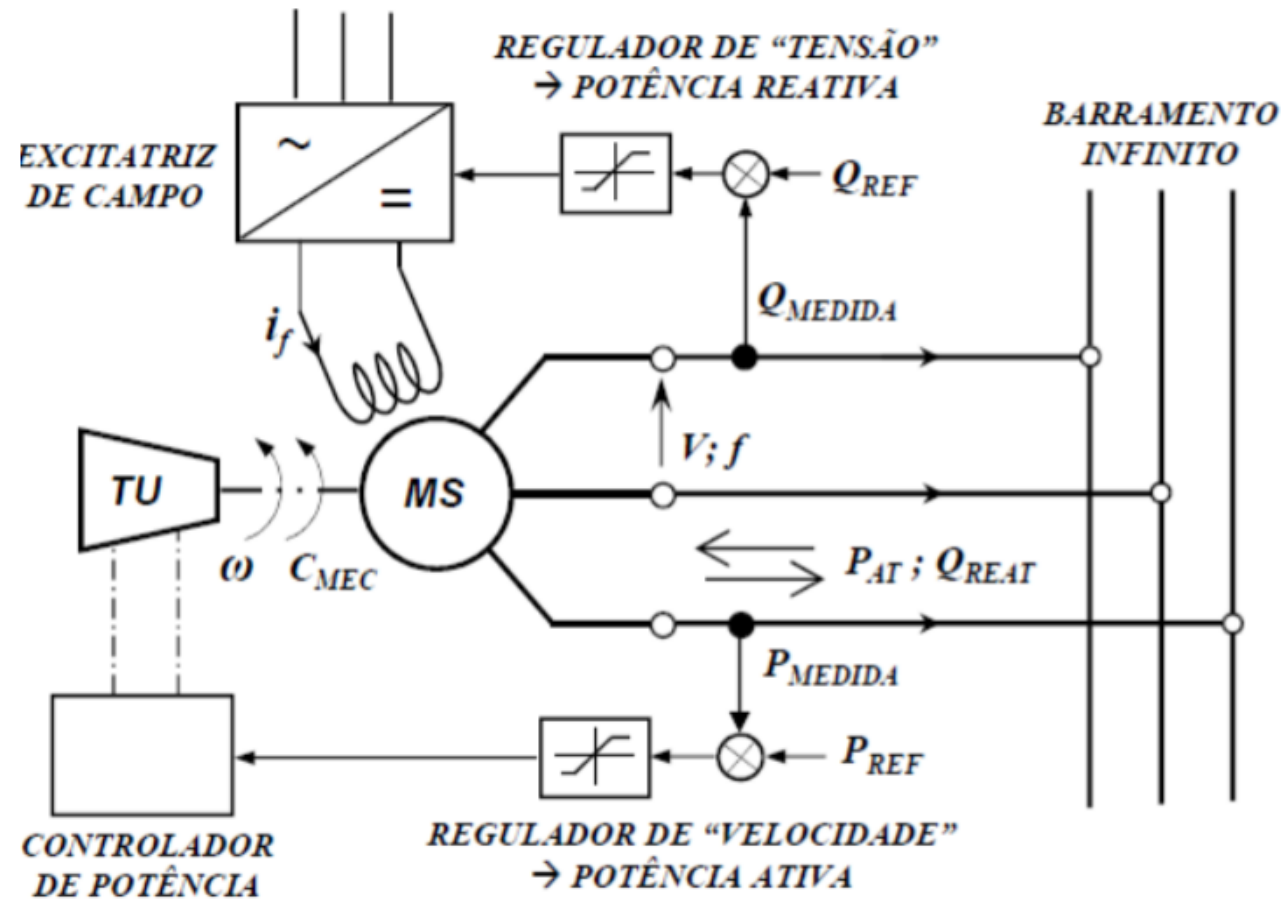 REGULADOR DE “TENSÃO”
→ POTÊNCIA REATIVA
BARRAMENTO
INFINITO
EXCITATRIZ
DE CAMPO
~
=
Q_REF
Q_MEDIDA
i_f
V; f
TU
MS
ω
C_MEC
P_AT ; Q_REAT
P_MEDIDA
P_REF
CONTROLADOR
DE POTÊNCIA
REGULADOR DE “VELOCIDADE”
→ POTÊNCIA ATIVA